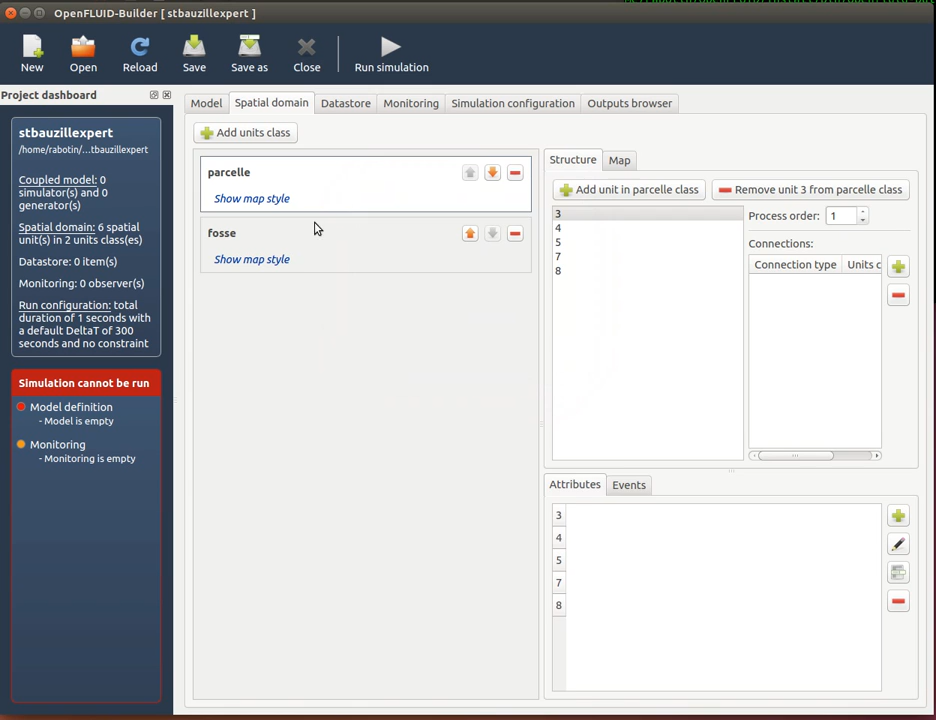 OpenFLUID-Builder [ stbauzillexpert ]
New
Open
Reload
Save
Save as
Close
Run simulation
Project dashboard
stbauzillexpert
/home/rabotin/...tbauzillexpert
Coupled model: 0
simulator(s) and 0
generator(s)
Spatial domain: 6 spatial
unit(s) in 2 units class(es)
Datastore: 0 item(s)
Monitoring: 0 observer(s)
Run configuration: total
duration of 1 seconds with
a default DeltaT of 300
seconds and no constraint
Simulation cannot be run
Model definition
- Model is empty
Monitoring
- Monitoring is empty
Model
Spatial domain
Datastore
Monitoring
Simulation configuration
Outputs browser
Add units class
parcelle
Show map style
fosse
Show map style
Structure
Map
Add unit in parcelle class
Remove unit 3 from parcelle class
3
4
5
7
8
Process order: 1
Connections:
Connection type
Units c
Attributes
Events
3
4
5
7
8